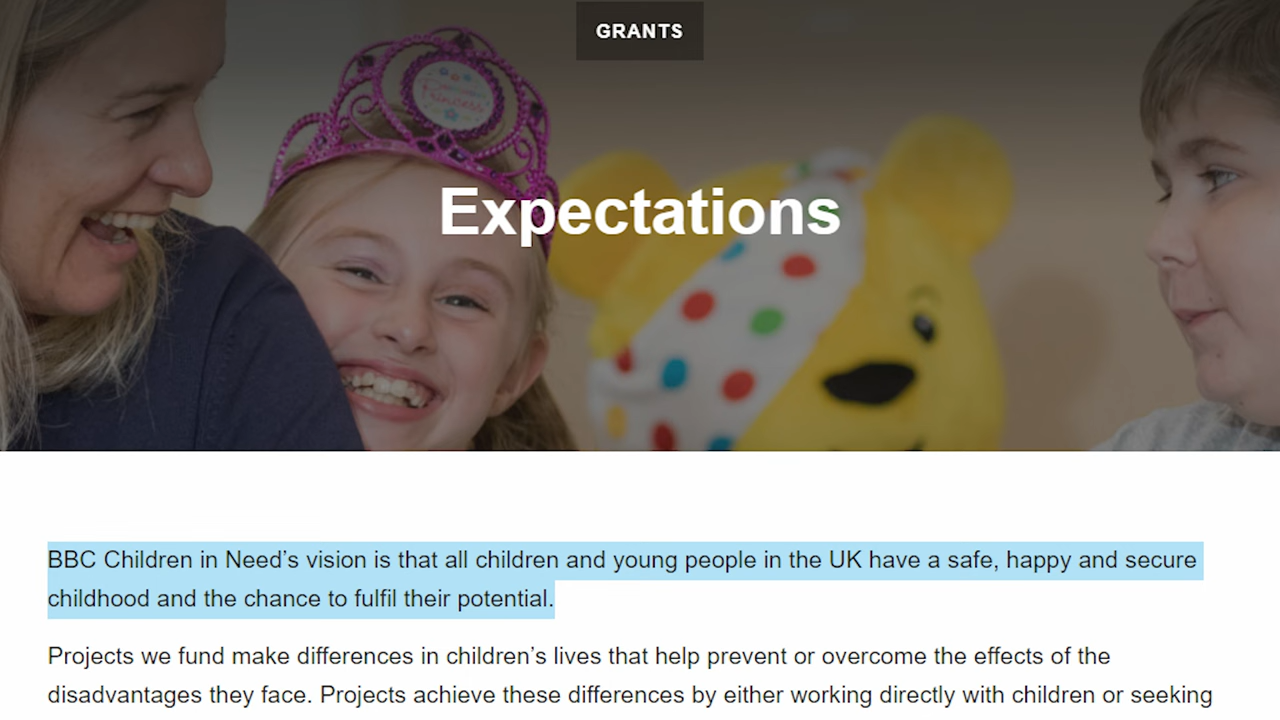 GRANTS
Expectations
BBC Children in Need’s vision is that all children and young people in the UK have a safe, happy and secure
childhood and the chance to fulfil their potential.
Projects we fund make differences in children’s lives that help prevent or overcome the effects of the
disadvantages they face. Projects achieve these differences by either working directly with children or seeking
Princess